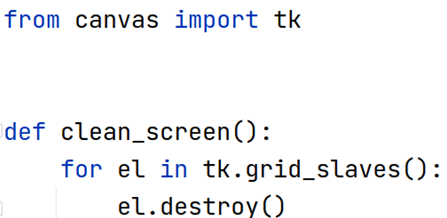 from canvas import tk
def clean_screen():
    for el in tk.grid_slaves():
        el.destroy()